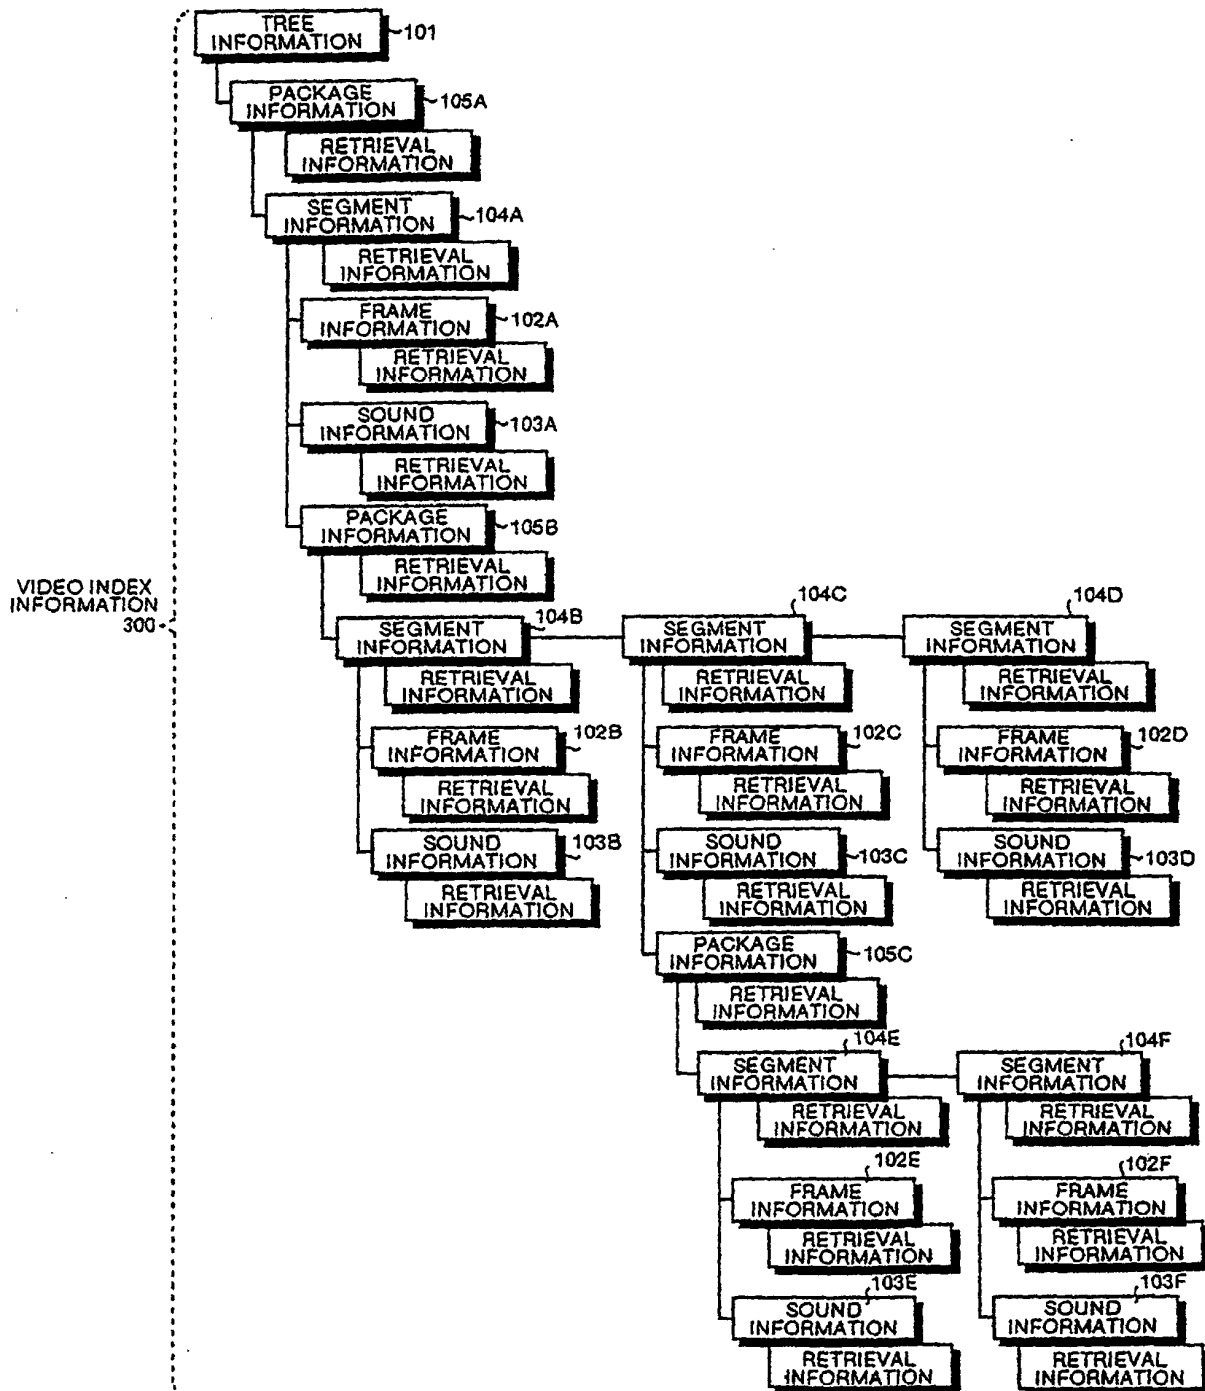 TREE
INFORMATION
101
PACKAGE
INFORMATION
105A
RETRIEVAL
INFORMATION
SEGMENT
INFORMATION
104A
RETRIEVAL
INFORMATION
FRAME
INFORMATION
102A
RETRIEVAL
INFORMATION
SOUND
INFORMATION
103A
RETRIEVAL
INFORMATION
PACKAGE
INFORMATION
105B
RETRIEVAL
INFORMATION
VIDEO INDEX
INFORMATION
300
SEGMENT
INFORMATION
104B
RETRIEVAL
INFORMATION
FRAME
INFORMATION
102B
RETRIEVAL
INFORMATION
SOUND
INFORMATION
103B
RETRIEVAL
INFORMATION
SEGMENT
INFORMATION
104C
RETRIEVAL
INFORMATION
FRAME
INFORMATION
102C
RETRIEVAL
INFORMATION
SOUND
INFORMATION
103C
RETRIEVAL
INFORMATION
PACKAGE
INFORMATION
105C
RETRIEVAL
INFORMATION
SEGMENT
INFORMATION
104D
RETRIEVAL
INFORMATION
FRAME
INFORMATION
102D
RETRIEVAL
INFORMATION
SOUND
INFORMATION
103D
RETRIEVAL
INFORMATION
SEGMENT
INFORMATION
104E
RETRIEVAL
INFORMATION
FRAME
INFORMATION
102E
RETRIEVAL
INFORMATION
SOUND
INFORMATION
103E
RETRIEVAL
INFORMATION
SEGMENT
INFORMATION
104F
RETRIEVAL
INFORMATION
FRAME
INFORMATION
102F
RETRIEVAL
INFORMATION
SOUND
INFORMATION
103F
RETRIEVAL
INFORMATION